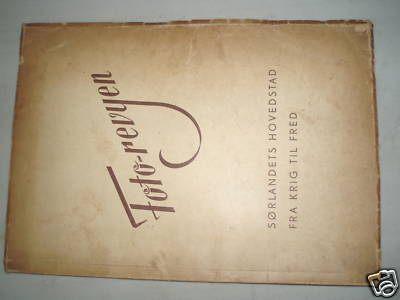 Foto-revyen
SØRLANDETS HOVEDSTAD
FRA KRIG TIL FRED